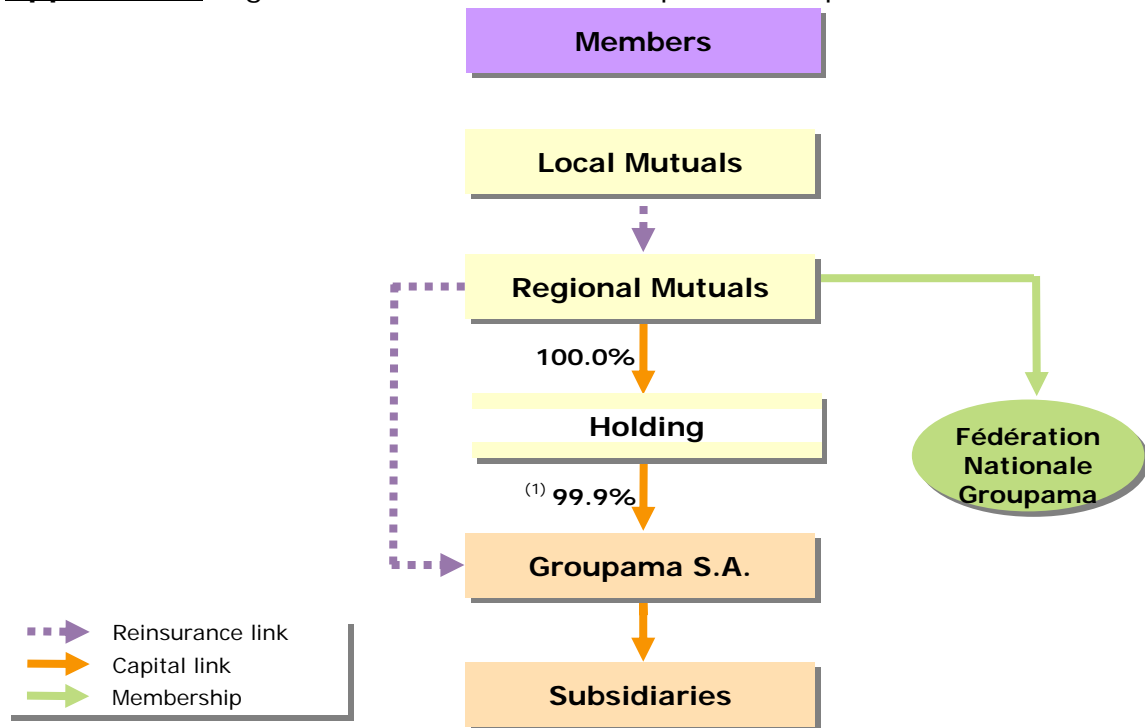 Members
Local Mutuals
Regional Mutuals
100.0%
Holding
Fédération
Nationale
Groupama
(1) 99.9%
Groupama S.A.
Reinsurance link
Capital link
Membership
Subsidiaries